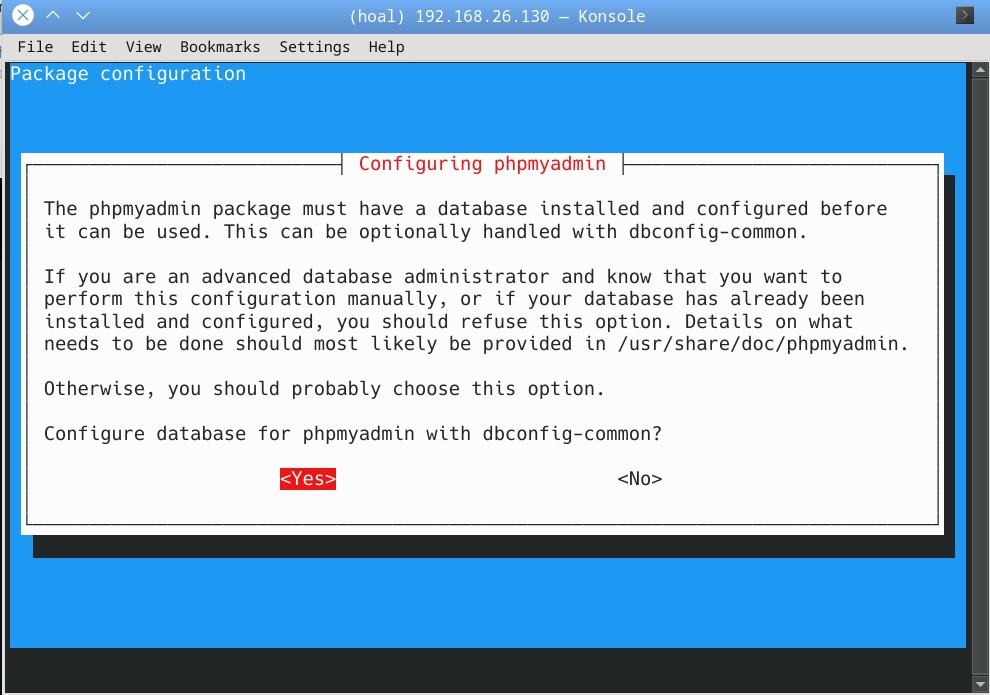 (hoal) 192.168.26.130 – Konsole
File Edit View Bookmarks Settings Help
Package configuration
Configuring phpmyadmin
The phpmyadmin package must have a database installed and configured before
it can be used. This can be optionally handled with dbconfig-common.
If you are an advanced database administrator and know that you want to
perform this configuration manually, or if your database has already been
installed and configured, you should refuse this option. Details on what
needs to be done should most likely be provided in /usr/share/doc/phpmyadmin.
Otherwise, you should probably choose this option.
Configure database for phpmyadmin with dbconfig-common?
<Yes> <No>